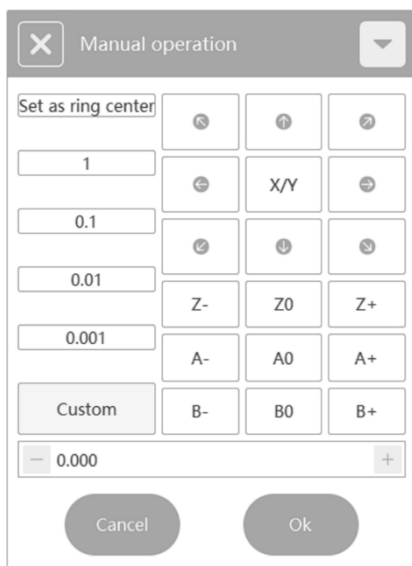 Manual operation
Set as ring center
1
X/Y
0.1
0.01
Z- Z0 Z+
0.001
A- A0 A+
Custom B- B0 B+
− 0.000 +
Cancel Ok